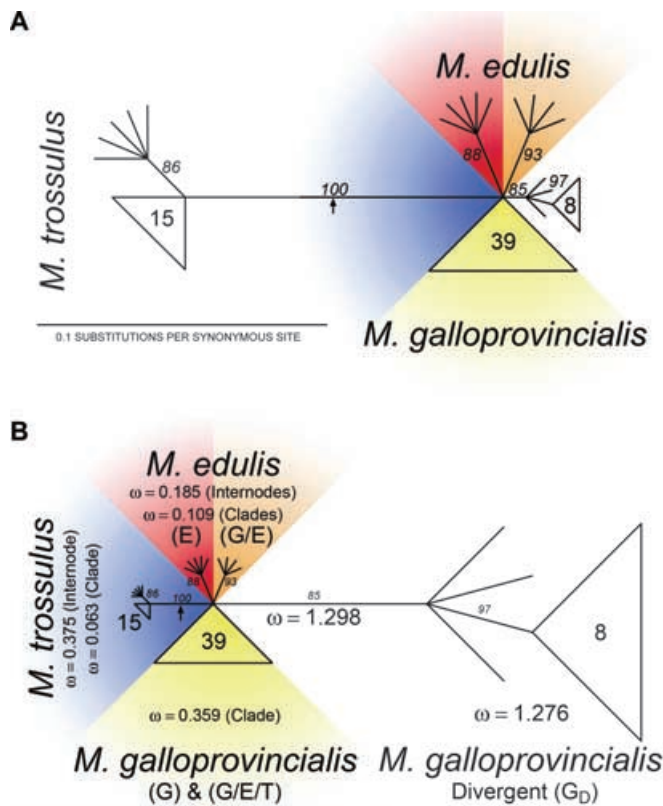 A
M. edulis
M. trossulus
86
88
93
100
85
97
8
15
39
0.1 SUBSTITUTIONS PER SYNONYMOUS SITE
M. galloprovincialis
B
M. edulis
ω = 0.185 (Internodes)
ω = 0.109 (Clades)
(E) (G/E)
M. trossulus
ω = 0.375 (Internode)
ω = 0.063 (Clade)
86
88
93
100
85
97
15
39
8
ω = 1.298
ω = 0.359 (Clade)
ω = 1.276
M. galloprovincialis
(G) & (G/E/T)
M. galloprovincialis
Divergent (G_D)